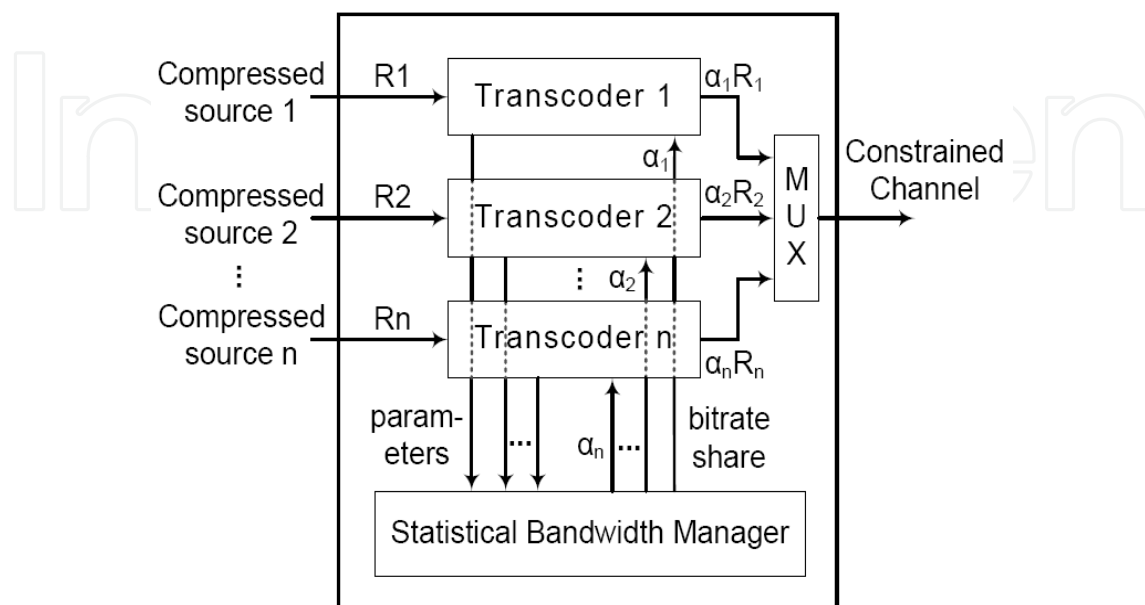 Compressed
source 1
R1
Transcoder 1
α₁R₁
α₁
Compressed
source 2
R2
Transcoder 2
α₂R₂
M
U
X
Constrained
Channel
⋮
⋮
α₂
Compressed
source n
Rn
Transcoder n
αₙRₙ
param-
eters
...
αₙ
...
bitrate
share
Statistical Bandwidth Manager